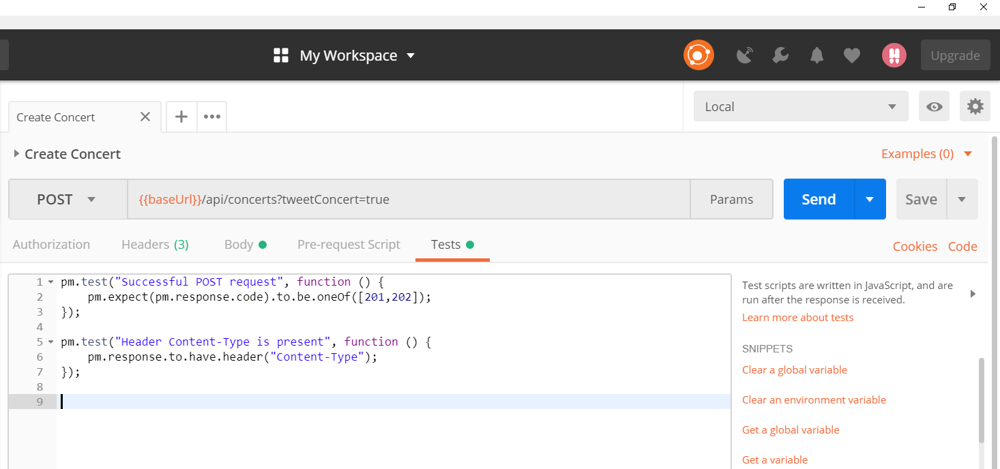 My Workspace
Upgrade
Create Concert
Local
Create Concert
Examples (0)
POST
{{baseUrl}}/api/concerts?tweetConcert=true
Params
Send
Save
Authorization
Headers (3)
Body
Pre-request Script
Tests
Cookies
Code
1 pm.test("Successful POST request", function () {
2     pm.expect(pm.response.code).to.be.oneOf([201,202]);
3 });
4
5 pm.test("Header Content-Type is present", function () {
6     pm.response.to.have.header("Content-Type");
7 });
8
9
Test scripts are written in JavaScript, and are
run after the response is received.
Learn more about tests
SNIPPETS
Clear a global variable
Clear an environment variable
Get a global variable
Get a variable